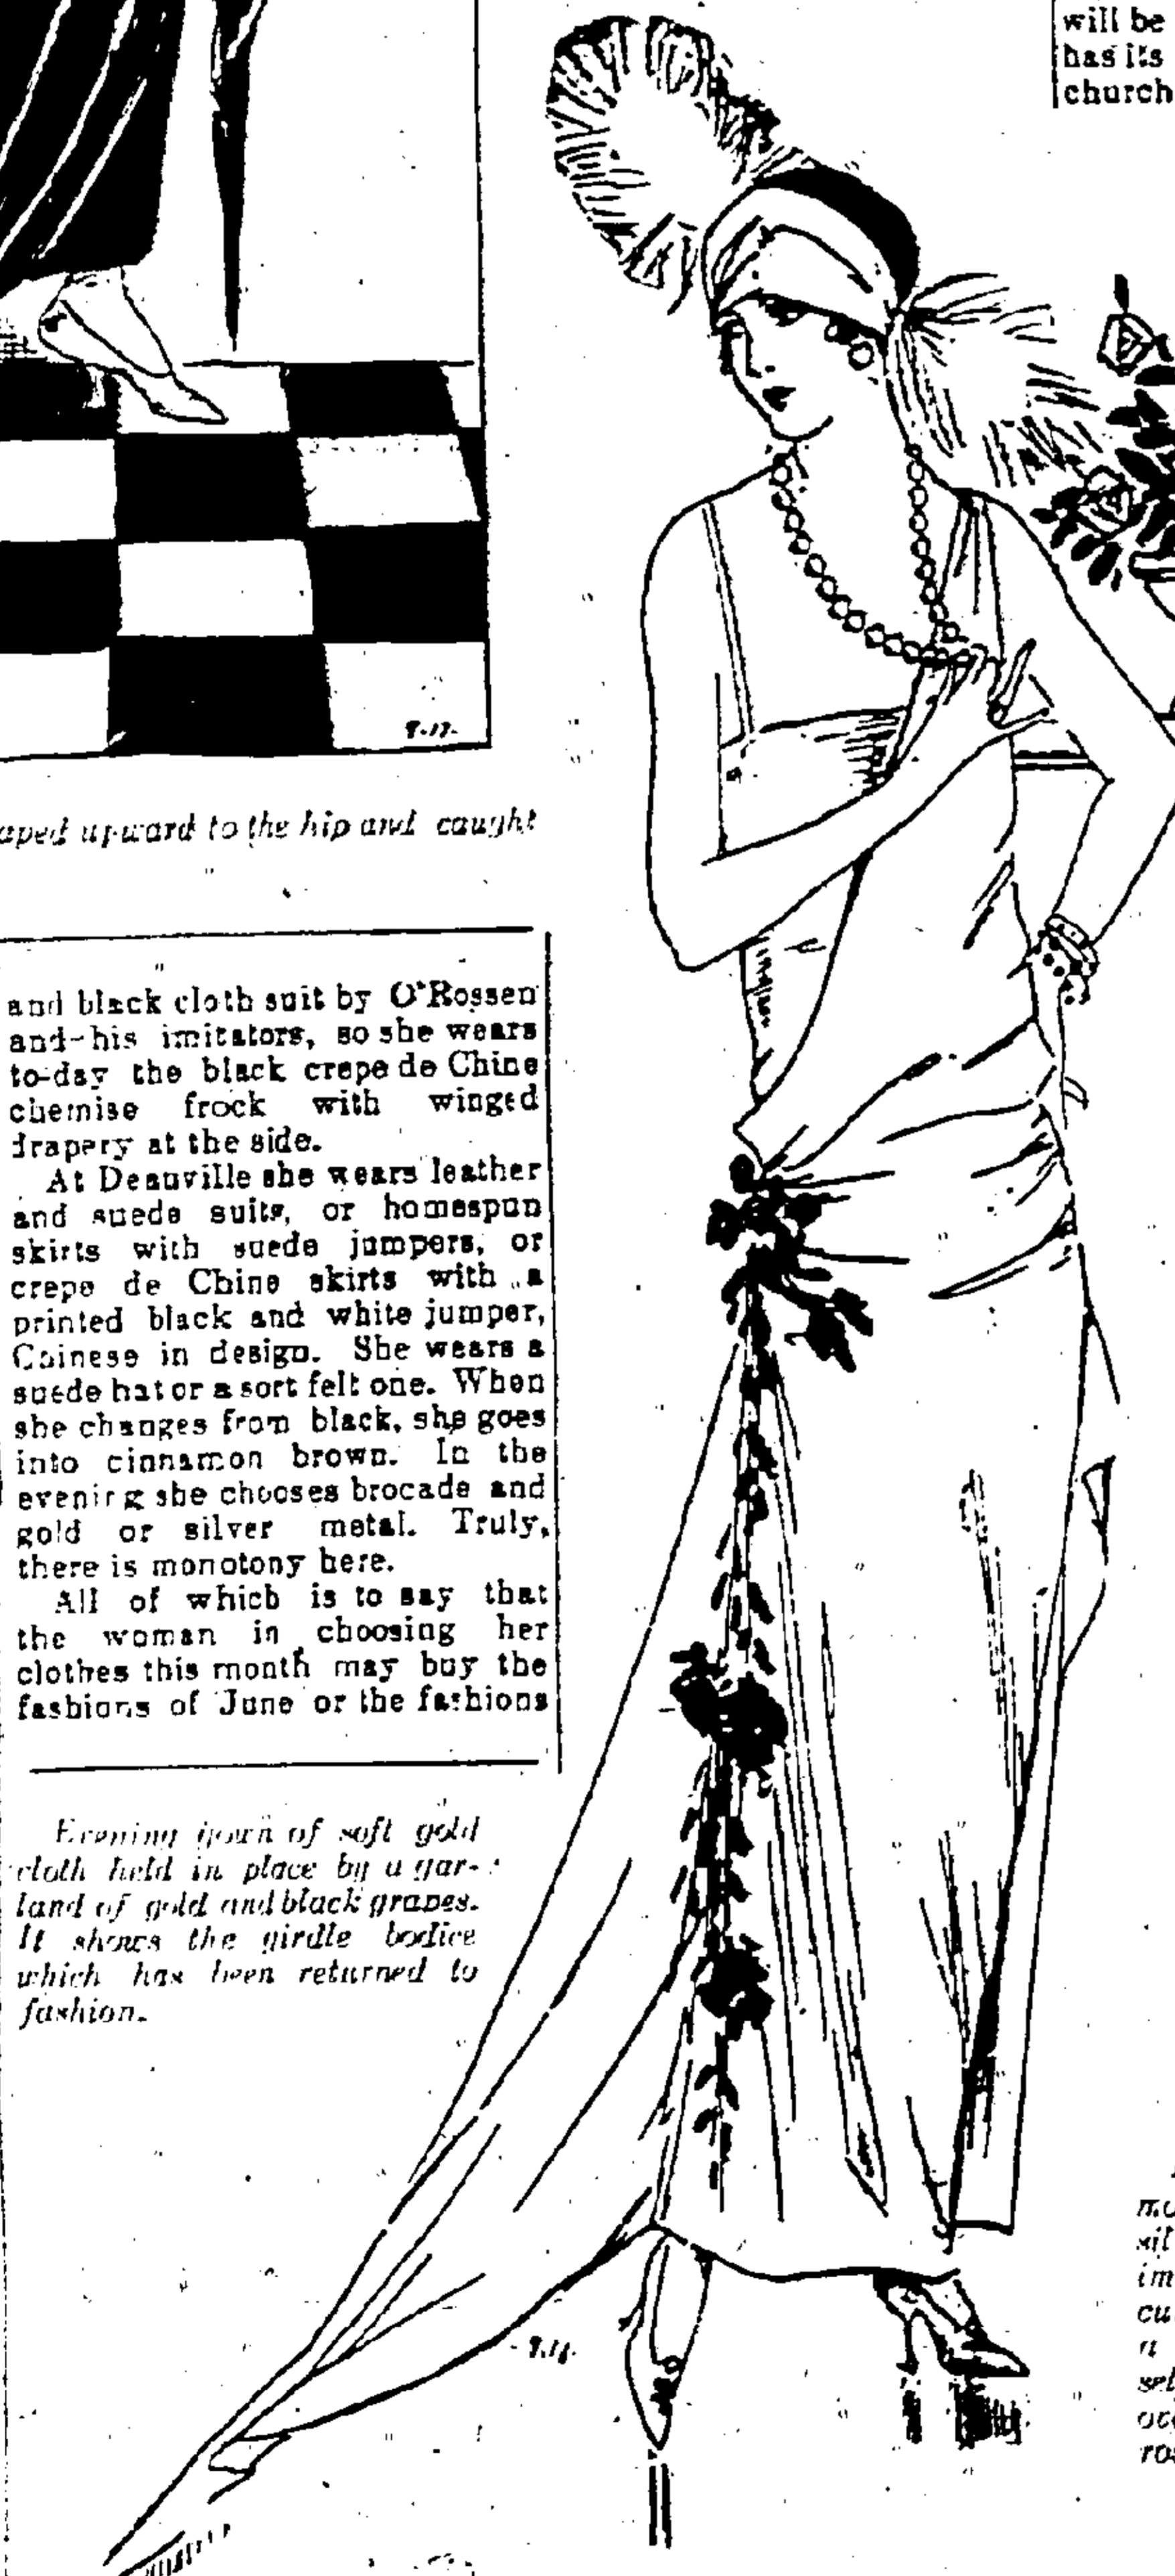 will be
has its
church
to the hip and caught
and black cloth suit by O'Rossen
and his imitators, so she wears
to-day the black crepe de Chine
chemise frock with winged
drapery at the side.
At Deauville she wears leather
and suede suits, or homespun
skirts with suede jumpers, or
crepe de Chine skirts with a
printed black and white jumper,
Chinese in design. She wears a
suede hat or a sort felt one. When
she changes from black, she goes
into cinnamon brown. In the
evening she chooses brocade and
gold or silver metal. Truly,
there is monotony here.
All of which is to say that
the woman in choosing her
clothes this month may buy the
fashions of June or the fashions
Evening gown of soft gold
cloth held in place by a gar-
land of gold and black grapes.
It shows the girdle bodice
which has been returned to
fashion.
im
cu
a